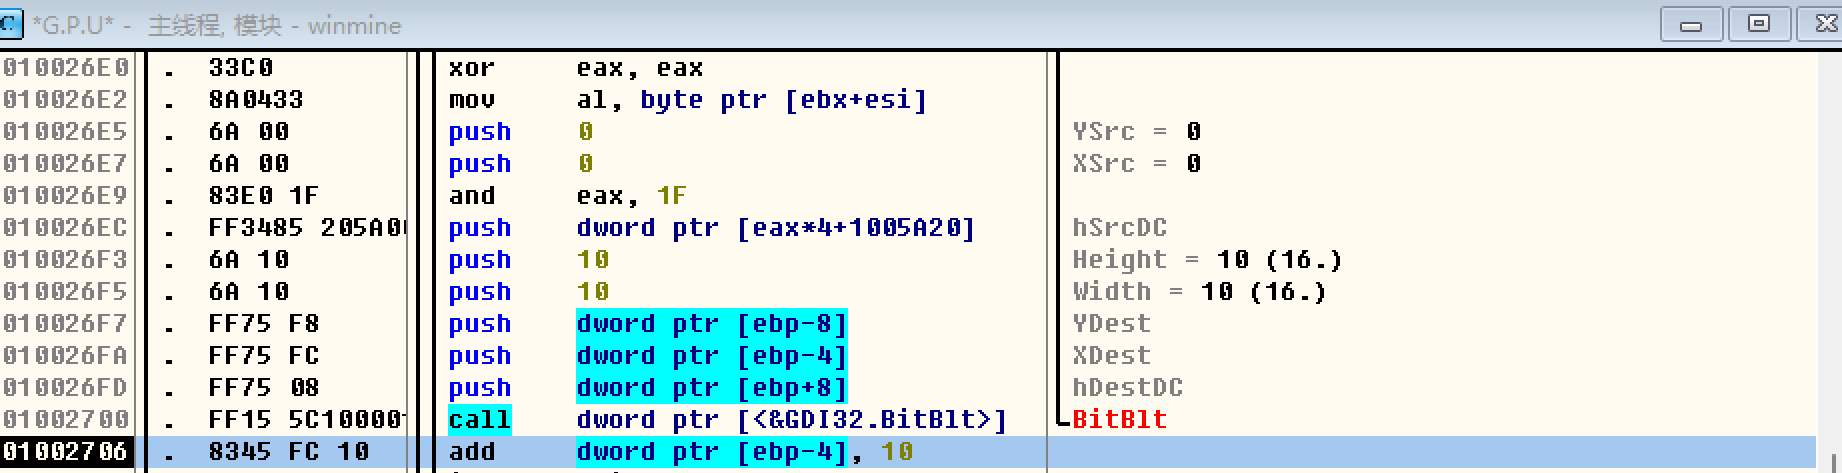 C *G.P.U* - 主线程, 模块 - winmine
010026E0 . 33C0 xor eax, eax
010026E2 . 8A0433 mov al, byte ptr [ebx+esi]
010026E5 . 6A 00 push 0 YSrc = 0
010026E7 . 6A 00 push 0 XSrc = 0
010026E9 . 83E0 1F and eax, 1F
010026EC . FF3485 205A0 push dword ptr [eax*4+1005A20] hSrcDC
010026F3 . 6A 10 push 10 Height = 10 (16.)
010026F5 . 6A 10 push 10 Width = 10 (16.)
010026F7 . FF75 F8 push dword ptr [ebp-8] YDest
010026FA . FF75 FC push dword ptr [ebp-4] XDest
010026FD . FF75 08 push dword ptr [ebp+8] hDestDC
01002700 . FF15 5C10000 call dword ptr [<&GDI32.BitBlt>] BitBlt
01002706 . 8345 FC 10 add dword ptr [ebp-4], 10